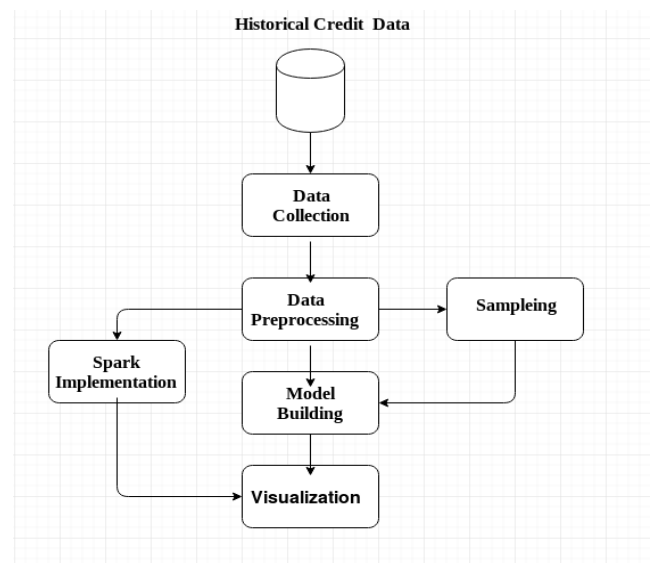 Historical Credit Data
Data
Collection
Data
Preprocessing
Sampleing
Spark
Implementation
Model
Building
Visualization